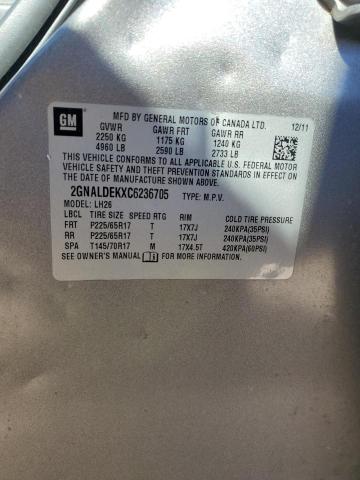 GM
MFD BY GENERAL MOTORS OF CANADA LTD. 12/11
GVWR GAWR FRT GAWR RR
2250 KG 1175 KG 1240 KG
4960 LB 2590 LB 2733 LB
THIS VEHICLE CONFORMS TO ALL APPLICABLE U.S. FEDERAL MOTOR
VEHICLE SAFETY, BUMPER, AND THEFT PREVENTION STANDARDS IN
EFFECT ON THE DATE OF MANUFACTURE SHOWN ABOVE.
2GNALDEKXC6236705 TYPE: M.P.V.
MODEL: LH26
LBCL TIRE SIZE SPEED RTG RIM COLD TIRE PRESSURE
FRT P225/65R17 T 17X7J 240KPA(35PSI)
RR P225/65R17 T 17X7J 240KPA(35PSI)
SPA T145/70R17 M 17X4.5T 420KPA(60PSI)
SEE OWNER'S MANUAL FOR MORE INFORMATION.